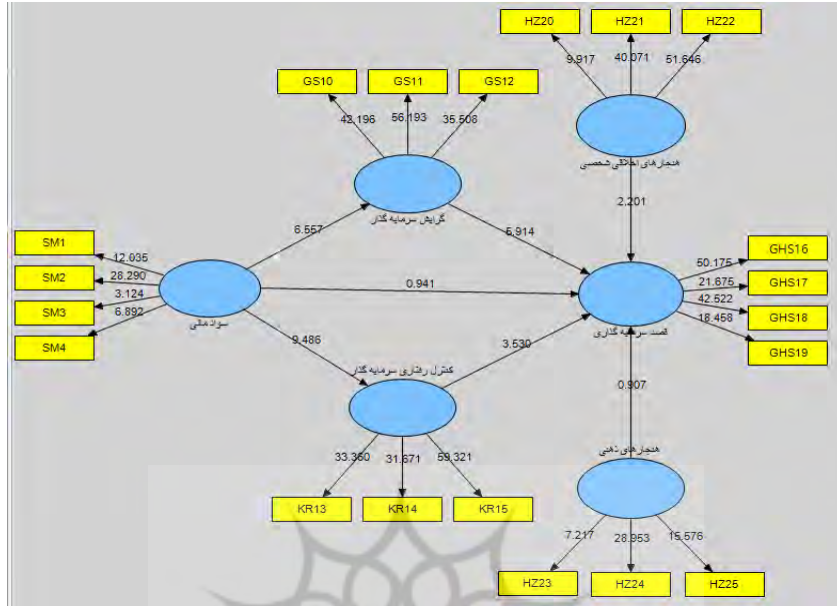 HZ20
HZ21
HZ22
9.917
40.071
51.646
هنجارهای اخلاقی شخصی
2.201
GS10
GS11
GS12
42.196
56.193
35.506
گرایش سرمایه گذار
6.557
5.914
SM1
SM2
SM3
SM4
12.035
28.290
3.124
6.892
سواد مالی
0.941
GHS16
GHS17
GHS18
GHS19
50.175
21.675
42.522
18.458
قصد سرمایه گذاری
9.486
3.530
کنترل رفتاری سرمایه گذار
33.360
31.671
59.321
KR13
KR14
KR15
0.907
هنجارهای ذهنی
7.217
28.953
15.576
HZ23
HZ24
HZ25